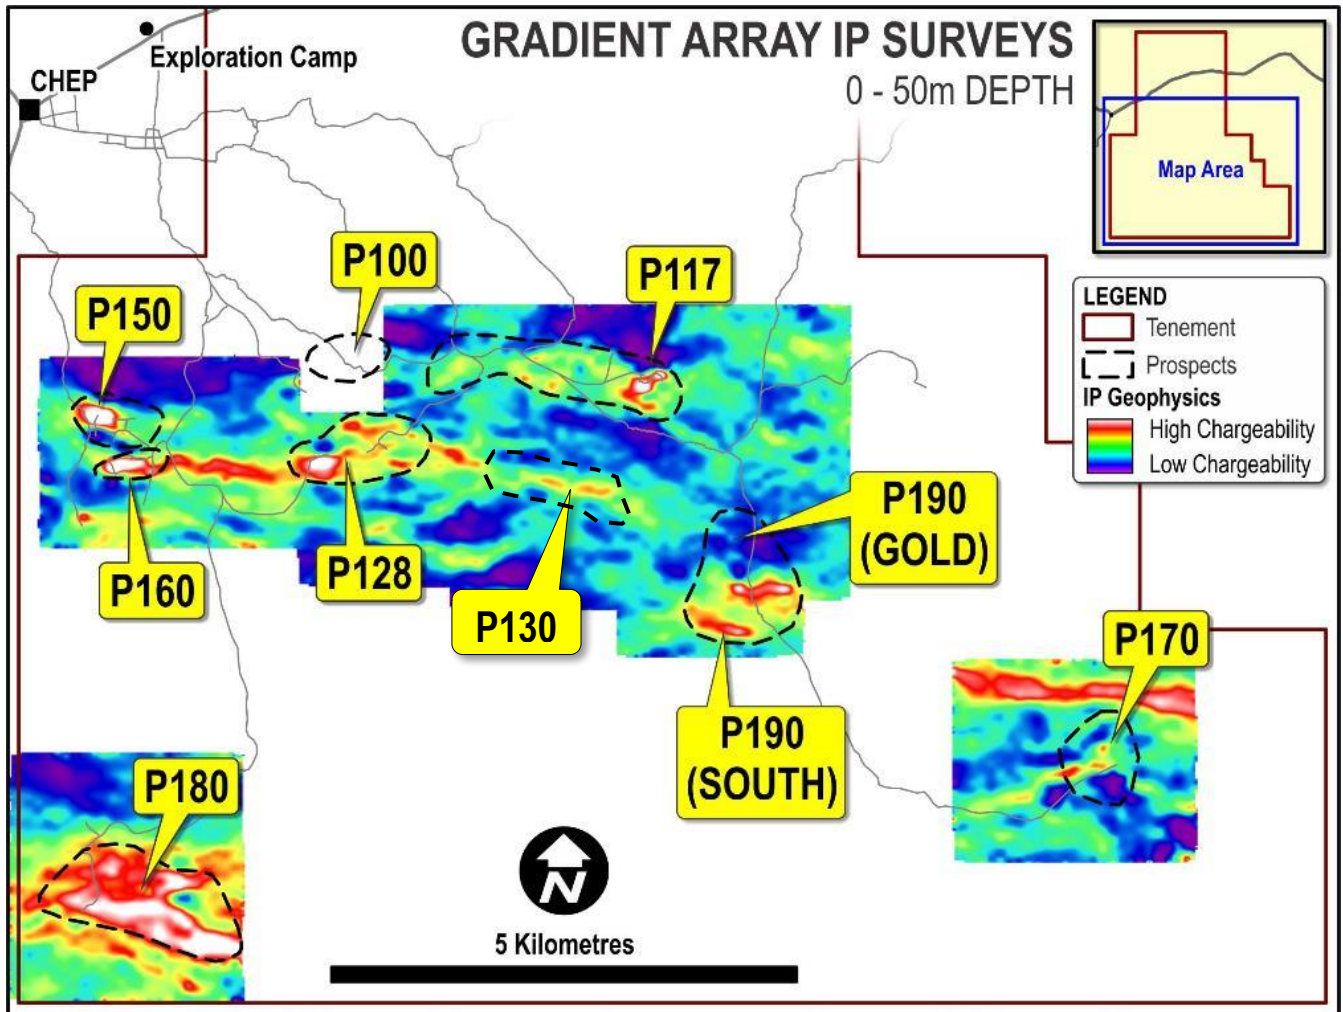 GRADIENT ARRAY IP SURVEYS
0 - 50m DEPTH
Exploration Camp
CHEP
Map Area
P100
P117
P150
LEGEND
Tenement
Prospects
IP Geophysics
High Chargeability
Low Chargeability
P190
(GOLD)
P160
P128
P130
P170
P190
(SOUTH)
P180
N
5 Kilometres